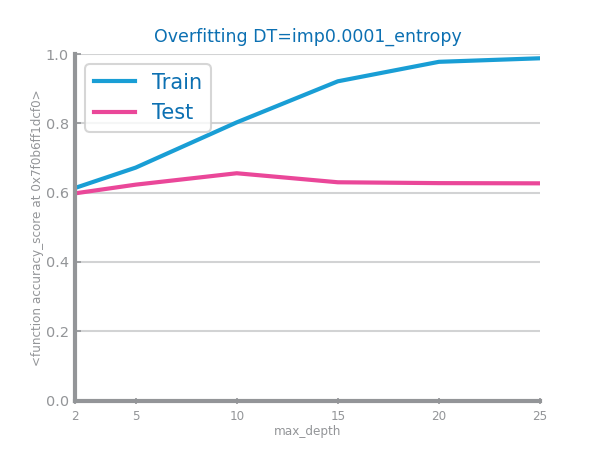 Overfitting DT=imp0.0001_entropy
Train
Test
<function accuracy_score at 0x7f0b6ff1dcf0>
1.0
0.8
0.6
0.4
0.2
0.0
2 5 10 15 20 25
max_depth